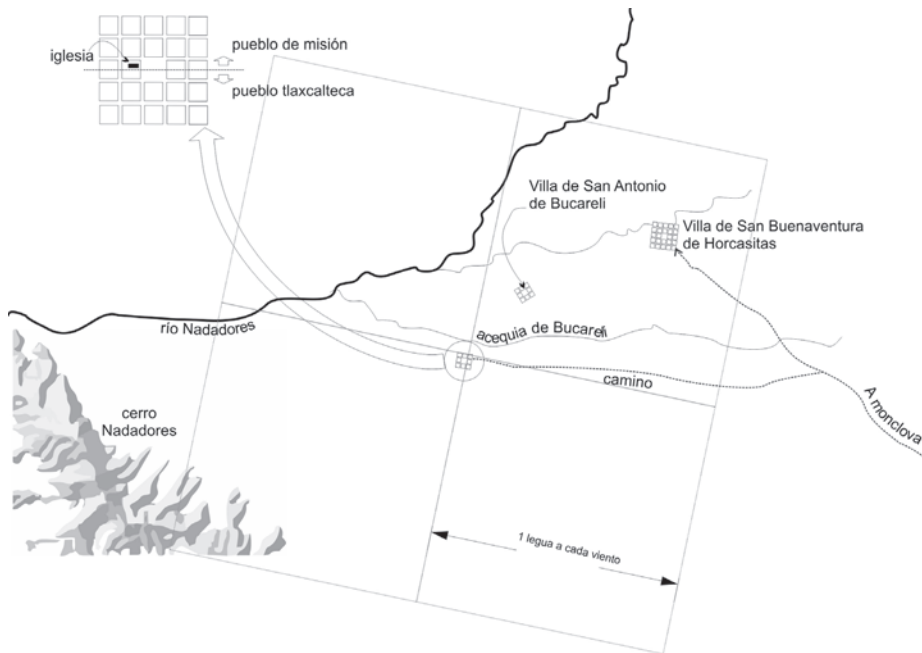 iglesia
pueblo de misión
pueblo tlaxcalteca
Villa de San Antonio
de Bucareli
Villa de San Buenaventura
de Horcasitas
río Nadadores
acequia de Bucareli
camino
A monclova
cerro
Nadadores
1 legua a cada viento